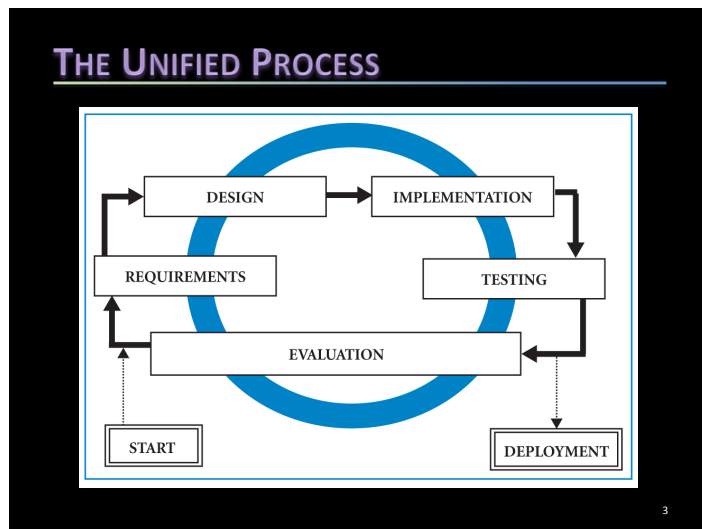 THE UNIFIED PROCESS
DESIGN
IMPLEMENTATION
REQUIREMENTS
TESTING
EVALUATION
START
DEPLOYMENT
3